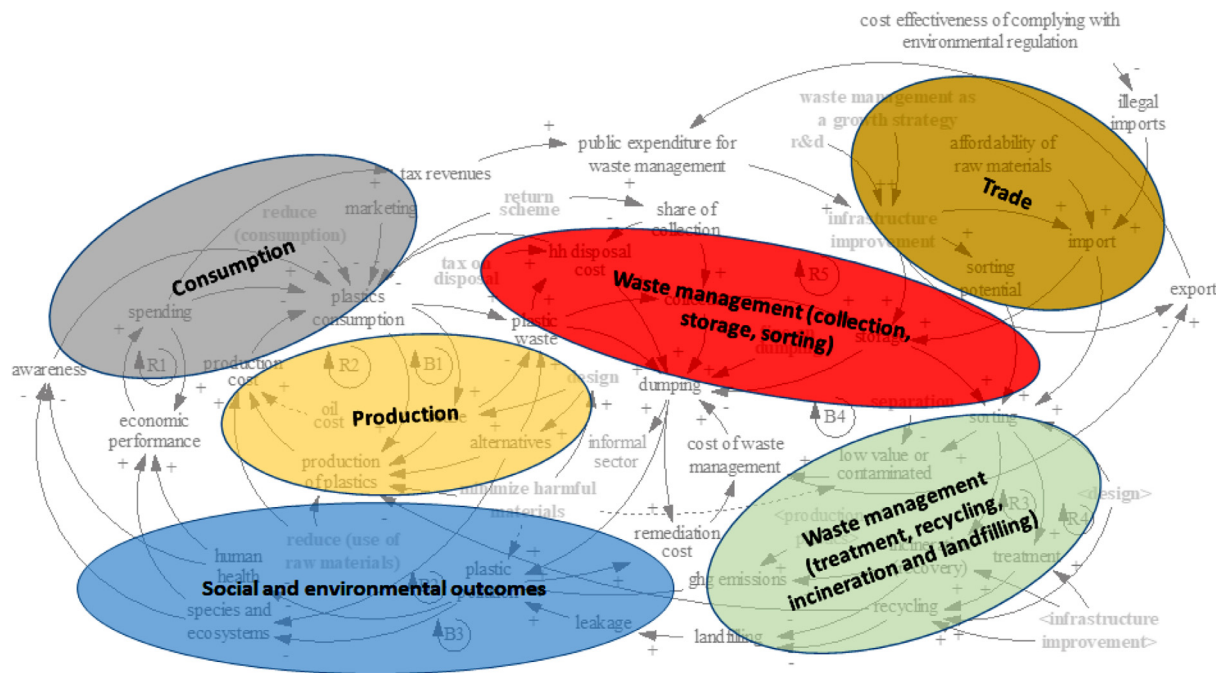 cost effectiveness of complying with
environmental regulation
waste management as
a growth strategy
illegal
imports
r&d
affordability of
raw materials
public expenditure for
waste management
tax revenues
Trade
return
scheme
marketing
reduce
(consumption)
share of
collection
infrastructure
improvement
import
Consumption
tax on
disposal
hh disposal
cost
R5
sorting
potential
export
Waste management (collection,
storage, sorting)
spending
plastics
consumption
plastic
waste
dumping
storage
awareness
R1
production
cost
R2
B1
design
dumping
B4
separation
sorting
economic
performance
oil
cost
Production
alternatives
informal
sector
cost of waste
management
low value or
contaminated
production
of plastics
minimize harmful
materials
Waste management
(treatment, recycling,
incineration and landfilling)
<design>
R3
R4
<production
remediation
cost
treatment
human
health
reduce (use of
raw materials)
plastic
ghg emissions
covery)
Social and environmental outcomes
species and
ecosystems
B3
leakage
landfilling
recycling
<infrastructure
improvement>